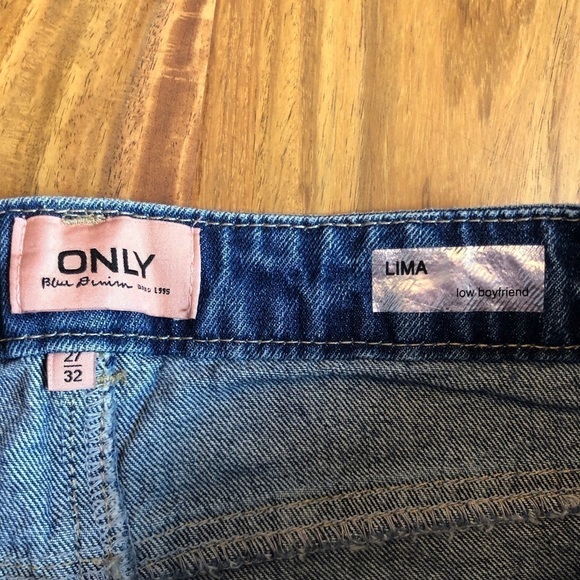 ONLY
Blue Denim SINCE 1995
LIMA
low boyfriend
27
32